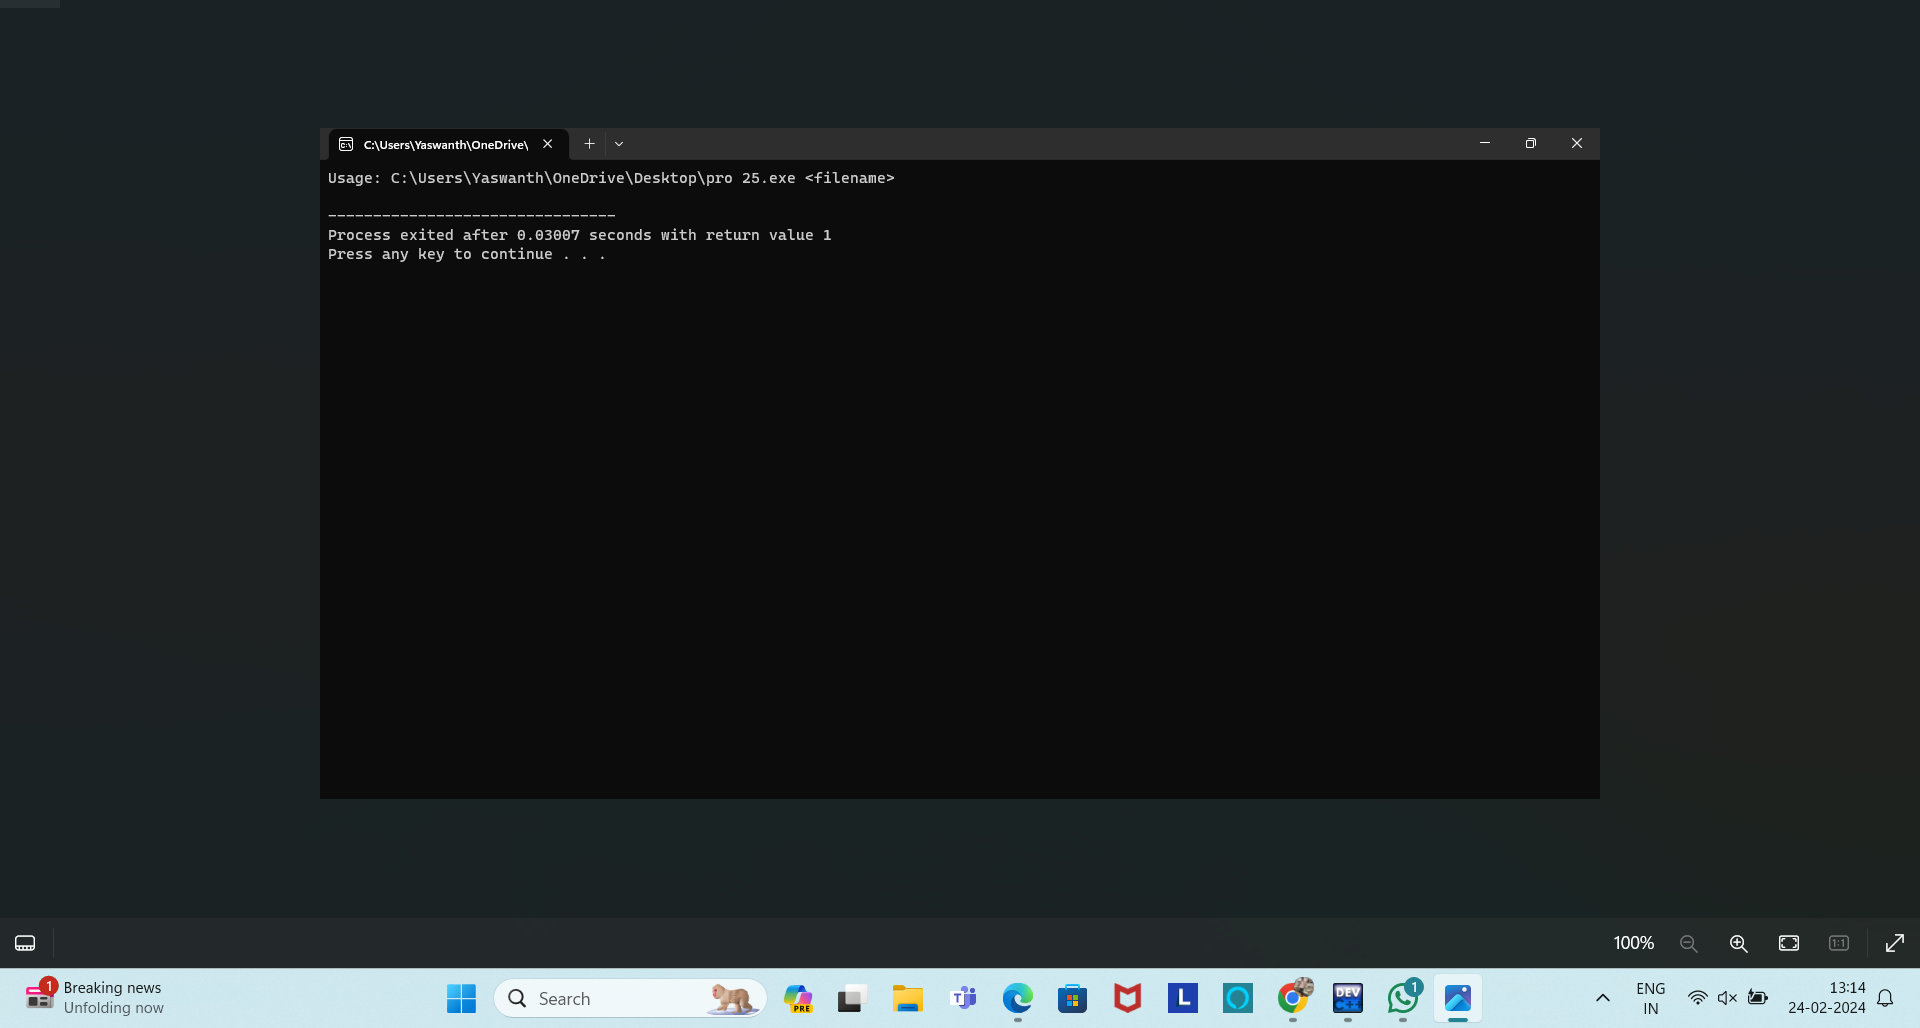 C:\Users\Yaswanth\OneDrive\
Usage: C:\Users\Yaswanth\OneDrive\Desktop\pro 25.exe <filename>
--------------------------------
Process exited after 0.03007 seconds with return value 1
Press any key to continue . . .
100%
1:1
1
Breaking news
Unfolding now
Search
PRE
T
L
DEV
C++
1
ENG
IN
13:14
24-02-2024